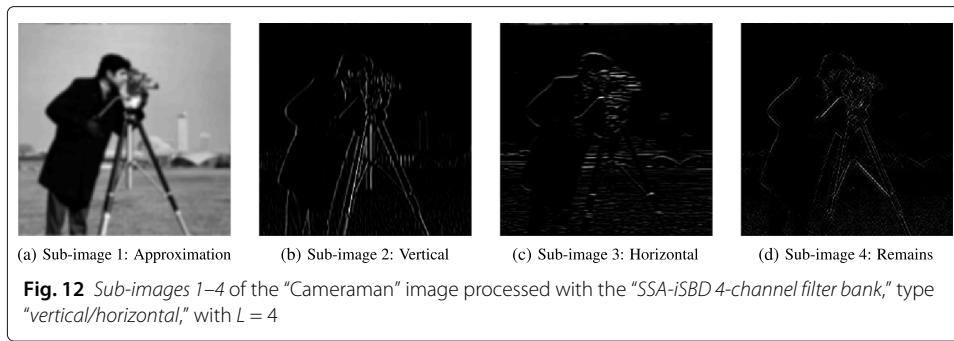 (a) Sub-image 1: Approximation
(b) Sub-image 2: Vertical
(c) Sub-image 3: Horizontal
(d) Sub-image 4: Remains
Fig. 12 Sub-images 1–4 of the “Cameraman” image processed with the “SSA-iSBD 4-channel filter bank,” type
“vertical/horizontal,” with L = 4